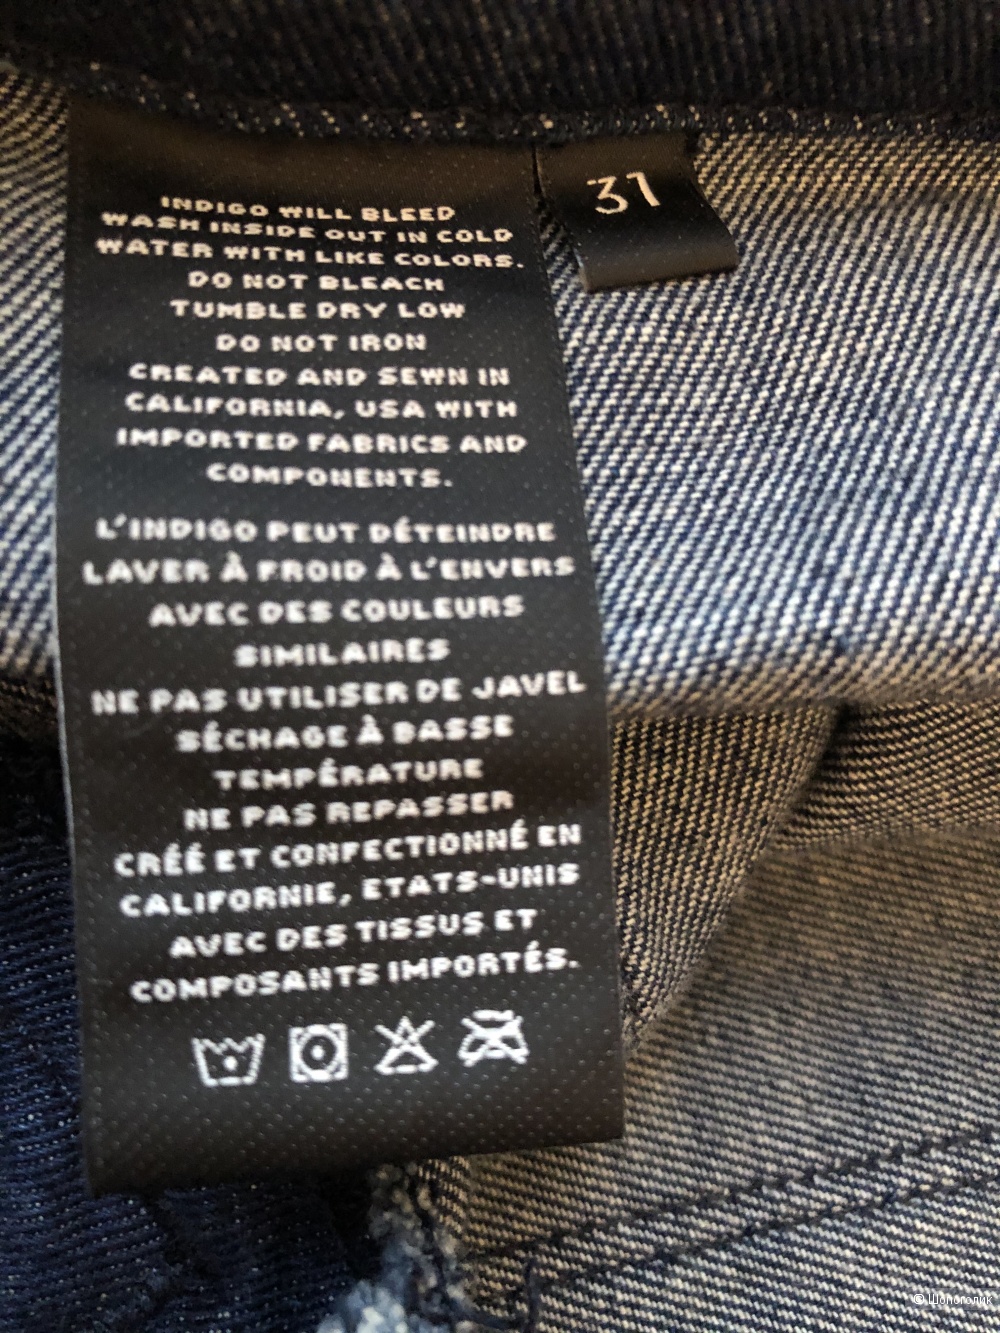 INDIGO WILL BLEED
WASH INSIDE OUT IN COLD
WATER WITH LIKE COLORS.
DO NOT BLEACH
TUMBLE DRY LOW
DO NOT IRON
CREATED AND SEWN IN
CALIFORNIA, USA WITH
IMPORTED FABRICS AND
COMPONENTS.
L'INDIGO PEUT DÉTEINDRE
LAVER À FROID À L'ENVERS
AVEC DES COULEURS
SIMILAIRES
NE PAS UTILISER DE JAVEL
SÉCHAGE À BASSE
TEMPÉRATURE
NE PAS REPASSER
CRÉÉ ET CONFECTIONNÉ EN
CALIFORNIE, ETATS-UNIS
AVEC DES TISSUS ET
COMPOSANTS IMPORTÉS.
31
© Шопоголик